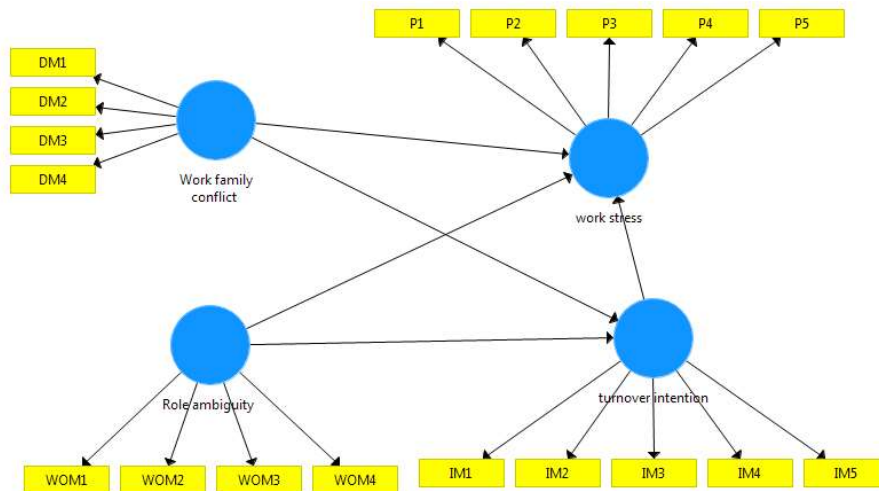 P1
P2
P3
P4
P5
DM1
DM2
DM3
DM4
Work family
conflict
work stress
Role ambiguity
turnover intention
WOM1
WOM2
WOM3
WOM4
IM1
IM2
IM3
IM4
IM5